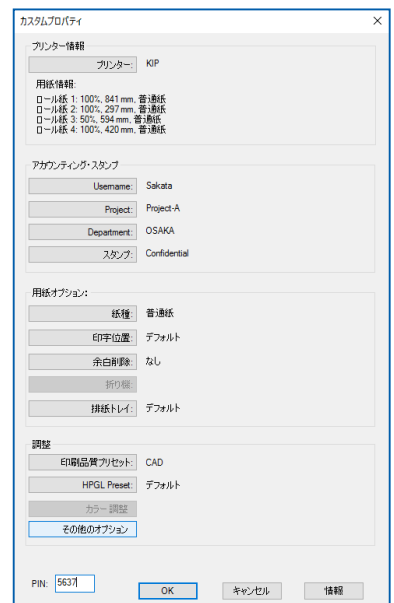 カスタムプロパティ
プリンター情報
プリンター: KIP
用紙情報:
ロール紙 1: 100%, 841 mm, 普通紙
ロール紙 2: 100%, 297 mm, 普通紙
ロール紙 3: 50%, 594 mm, 普通紙
ロール紙 4: 100%, 420 mm, 普通紙
アカウンティング・スタンプ
Username: Sakata
Project: Project-A
Department: OSAKA
スタンプ: Confidential
用紙オプション:
紙種: 普通紙
印字位置: デフォルト
余白削除: なし
折り機:
排紙トレイ: デフォルト
調整
印刷品質プリセット: CAD
HPGL Preset: デフォルト
カラー 調整
その他のオプション
PIN: 5637
OK キャンセル 情報